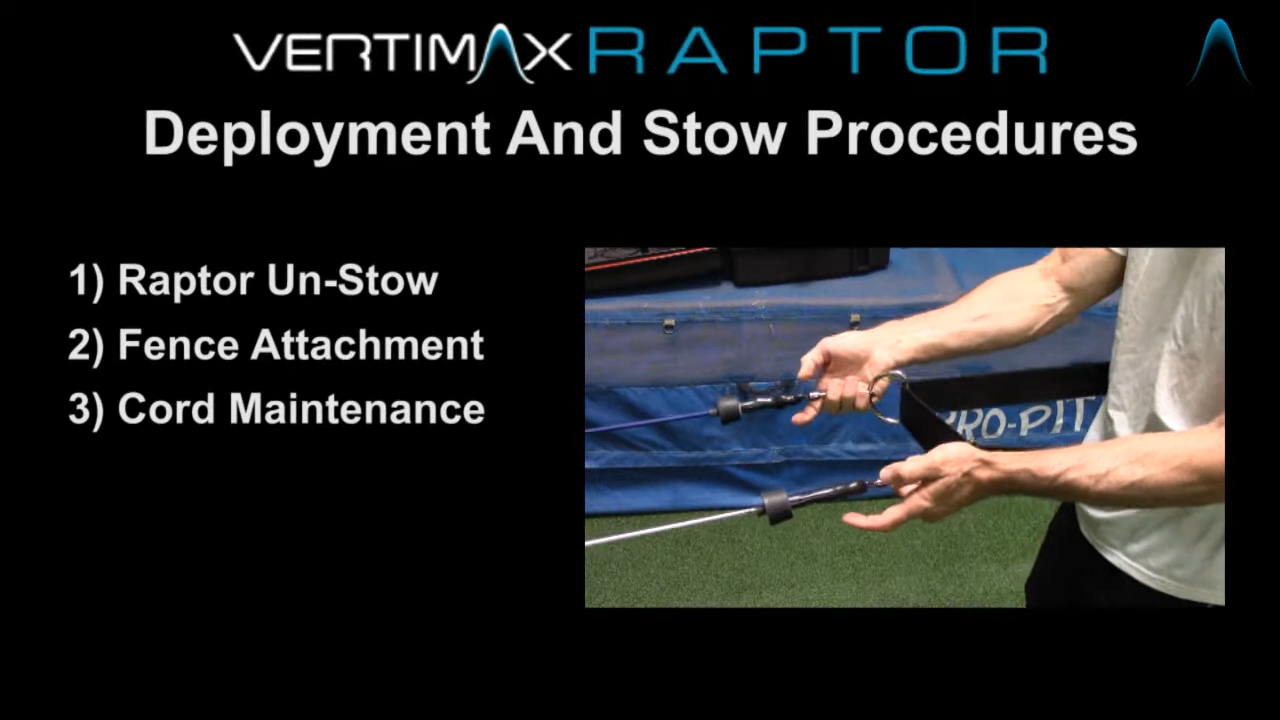 VERTIMAX RAPTOR
Deployment And Stow Procedures
1) Raptor Un-Stow
2) Fence Attachment
3) Cord Maintenance
RO-PIT